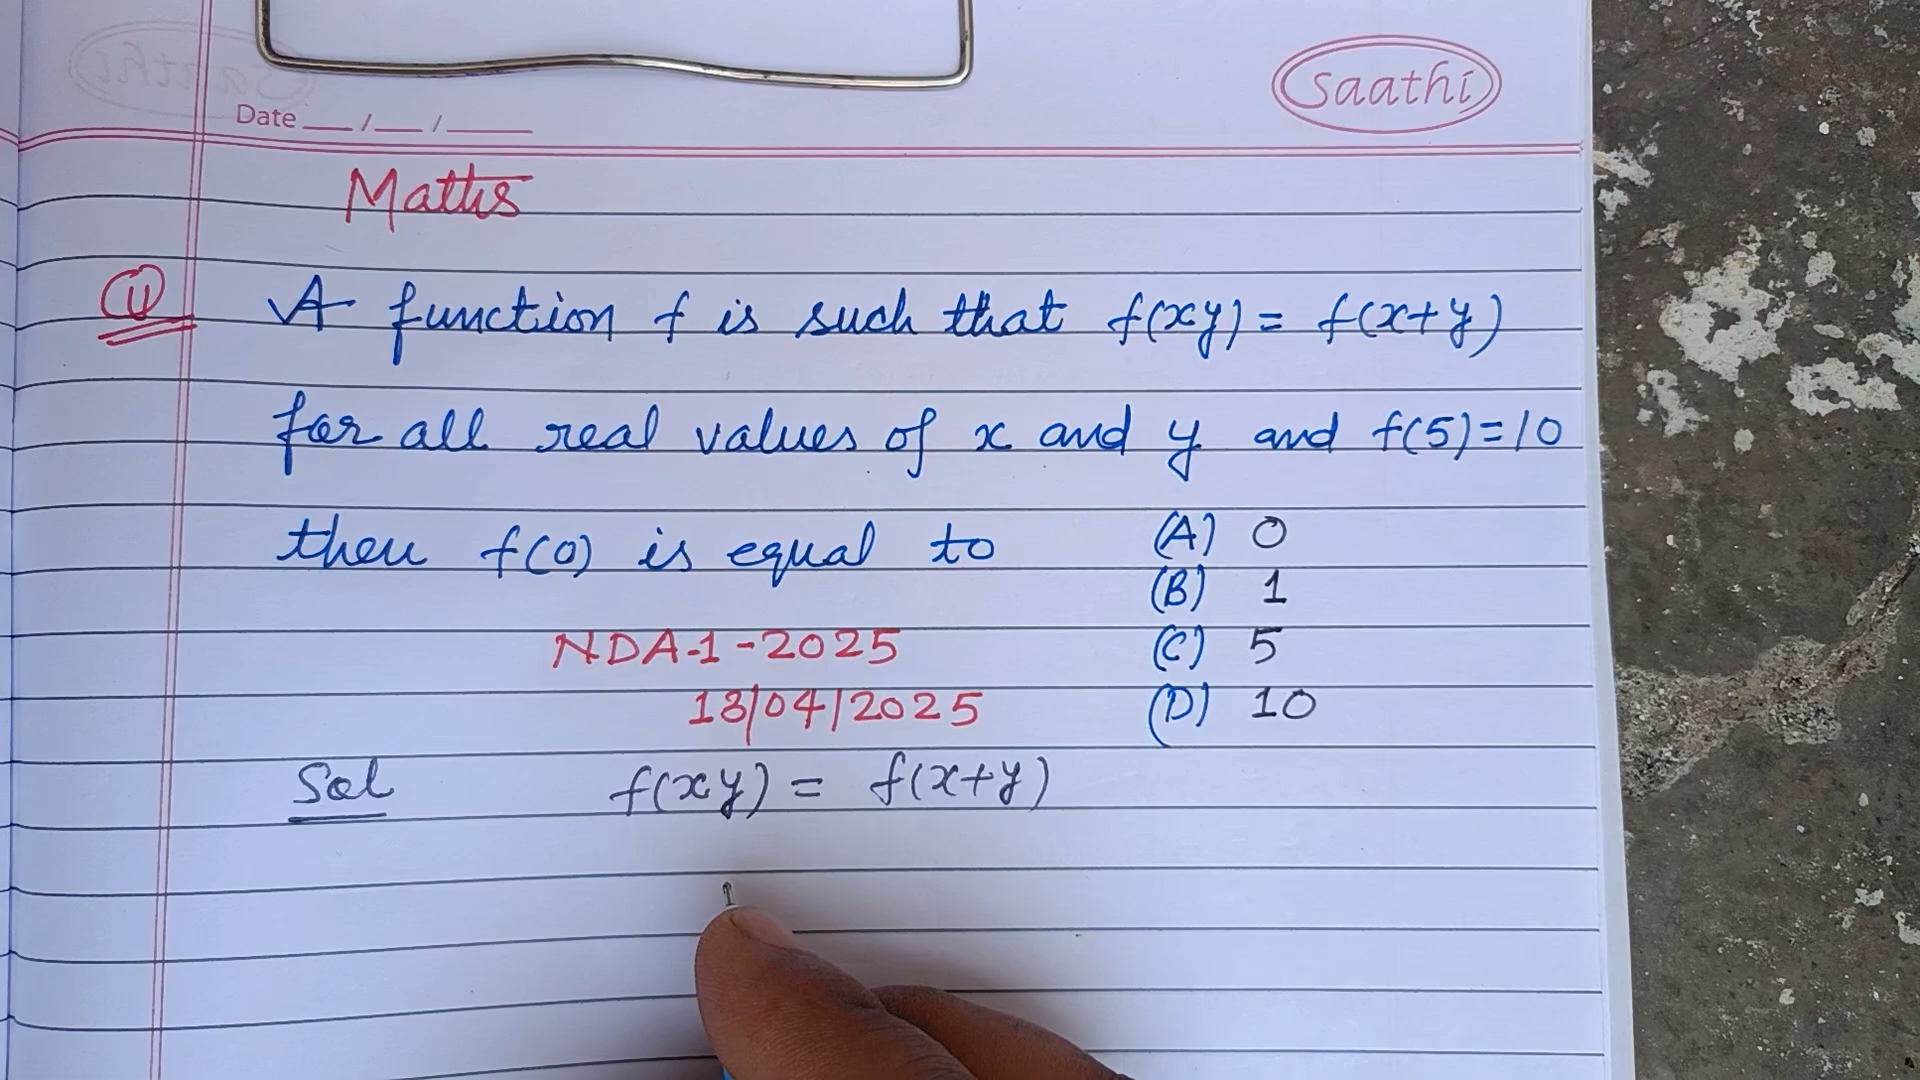 saathi
Date __/__/____
Maths
(1) A function f is such that f(xy) = f(x+y)
for all real values of x and y and f(5)=10
then f(0) is equal to (A) 0
(B) 1
NDA-1-2025 (C) 5
13/04/2025 (D) 10
Sol f(xy) = f(x+y)